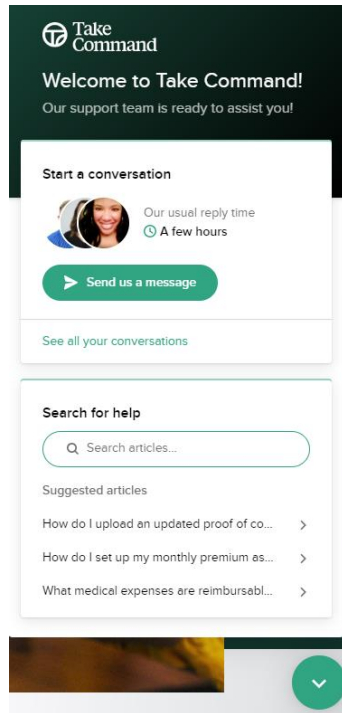 Take
Command
Welcome to Take Command!
Our support team is ready to assist you!
Start a conversation
Our usual reply time
A few hours
Send us a message
See all your conversations
Search for help
Search articles...
Suggested articles
How do I upload an updated proof of co...
How do I set up my monthly premium as...
What medical expenses are reimbursabl...